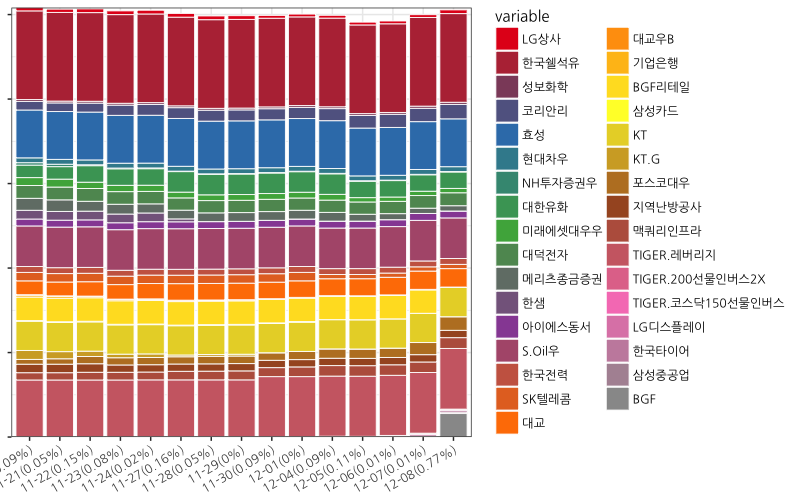 variable
LG상사
한국쉘석유
성보화학
코리안리
효성
현대차우
NH투자증권우
대한유화
미래에셋대우우
대덕전자
메리츠종금증권
한샘
아이에스동서
S.Oil우
한국전력
SK텔레콤
대교
대교우B
기업은행
BGF리테일
삼성카드
KT
KT.G
포스코대우
지역난방공사
맥쿼리인프라
TIGER.레버리지
TIGER.200선물인버스2X
TIGER.코스닥150선물인버스
LG디스플레이
한국타이어
삼성중공업
BGF
.09%)
11-21(0.05%)
11-22(0.15%)
11-23(0.08%)
11-24(0.02%)
11-27(0.16%)
11-28(0.05%)
11-29(0%)
11-30(0.09%)
12-01(0%)
12-04(0.09%)
12-05(0.11%)
12-06(0.01%)
12-07(0.01%)
12-08(0.77%)